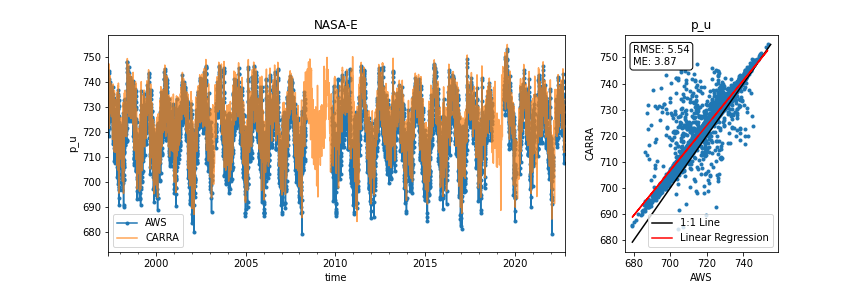 NASA-E
p_u
750
740
730
720
710
700
690
680
p_u
AWS
CARRA
2000
2005
2010
2015
2020
time
p_u
RMSE: 5.54
ME: 3.87
750
740
730
720
710
700
690
680
CARRA
1:1 Line
Linear Regression
680
700
720
740
AWS